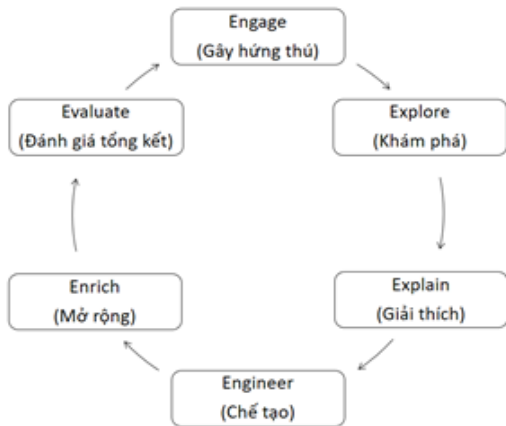 Engage
(Gây hứng thú)
Explore
(Khám phá)
Explain
(Giải thích)
Engineer
(Chế tạo)
Enrich
(Mở rộng)
Evaluate
(Đánh giá tổng kết)